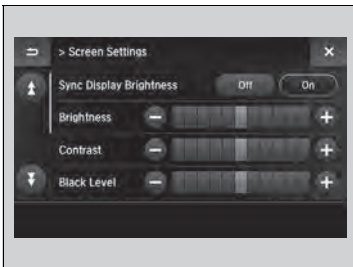 > Screen Settings
Sync Display Brightness Off On
Brightness
Contrast
Black Level